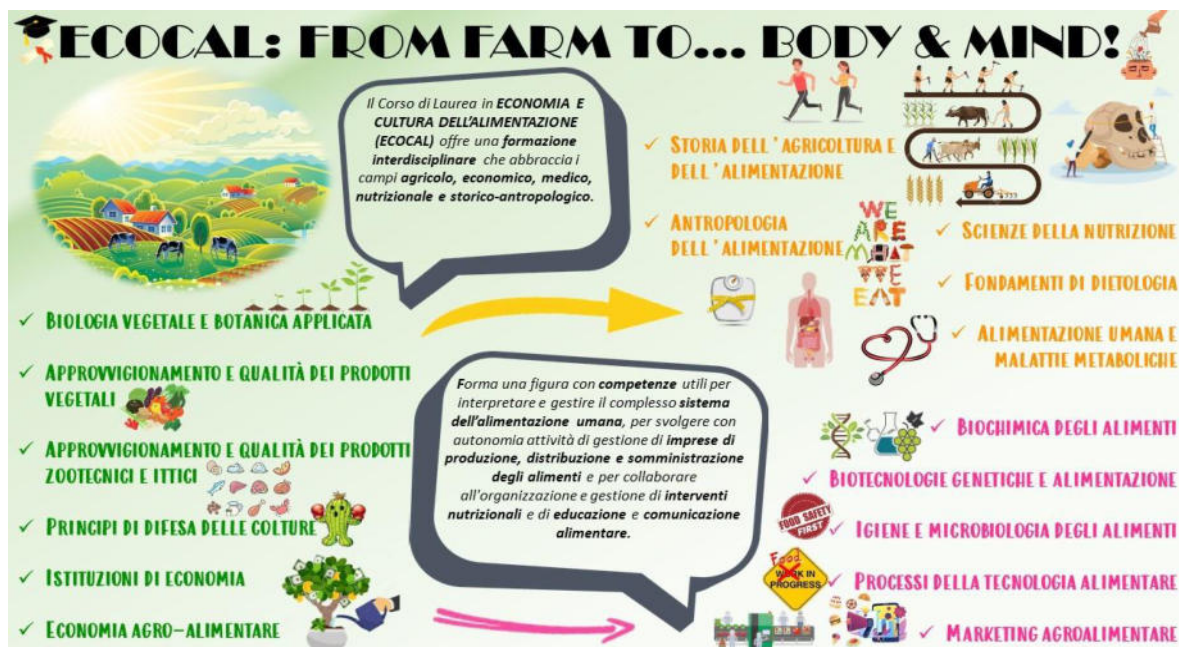 ECOCAL: FROM FARM TO... BODY & MIND!
Il Corso di Laurea in ECONOMIA E
CULTURA DELL'ALIMENTAZIONE
(ECOCAL) offre una formazione
interdisciplinare che abbraccia i
campi agricolo, economico, medico,
nutrizionale e storico-antropologico.
✓ BIOLOGIA VEGETALE E BOTANICA APPLICATA
✓ APPROVVIGIONAMENTO E QUALITÀ DEI PRODOTTI
VEGETALI
✓ APPROVVIGIONAMENTO E QUALITÀ DEI PRODOTTI
ZOOTECNICI E ITTICI
✓ PRINCIPI DI DIFESA DELLE COLTURE
✓ ISTITUZIONI DI ECONOMIA
✓ ECONOMIA AGRO-ALIMENTARE
Forma una figura con competenze utili per
interpretare e gestire il complesso sistema
dell'alimentazione umana, per svolgere con
autonomia attività di gestione di imprese di
produzione, distribuzione e somministrazione
degli alimenti e per collaborare
all'organizzazione e gestione di interventi
nutrizionali e di educazione e comunicazione
alimentare.
✓ STORIA DELL'AGRICOLTURA E
DELL'ALIMENTAZIONE
✓ ANTROPOLOGIA
DELL'ALIMENTAZIONE
WE
ARE
WHAT
WE
EAT
✓ SCIENZE DELLA NUTRIZIONE
✓ FONDAMENTI DI DIETOLOGIA
✓ ALIMENTAZIONE UMANA E
MALATTIE METABOLICHE
✓ BIOCHIMICA DEGLI ALIMENTI
✓ BIOTECNOLOGIE GENETICHE E ALIMENTAZIONE
FOOD SAFETY
FIRST
✓ IGIENE E MICROBIOLOGIA DEGLI ALIMENTI
Food
WORK IN
PROGRESS
✓ PROCESSI DELLA TECNOLOGIA ALIMENTARE
✓ MARKETING AGROALIMENTARE